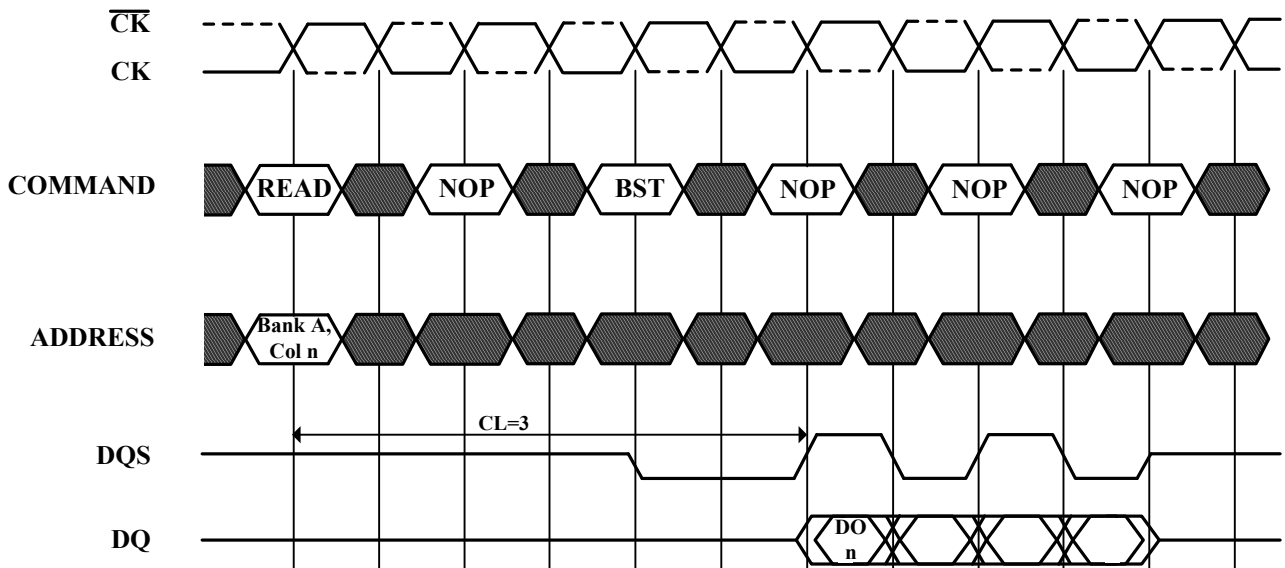 CK
CK
COMMAND READ NOP BST NOP NOP NOP
ADDRESS Bank A,
Col n
CL=3
DQS
DQ DO
n